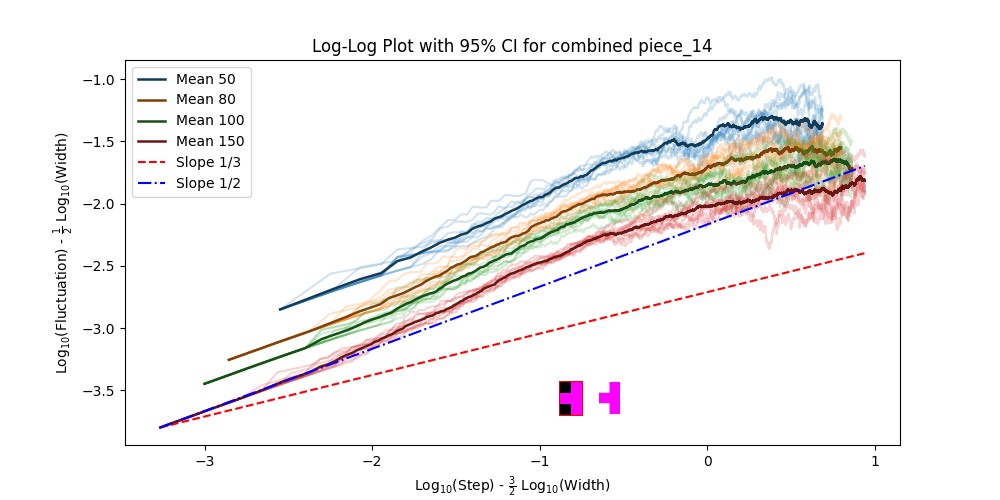 Log-Log Plot with 95% CI for combined piece_14
Log10(Fluctuation) - 1/2 Log10(Width)
−1.0
−1.5
−2.0
−2.5
−3.0
−3.5
Mean 50
Mean 80
Mean 100
Mean 150
Slope 1/3
Slope 1/2
−3
−2
−1
0
1
Log10(Step) - 3/2 Log10(Width)